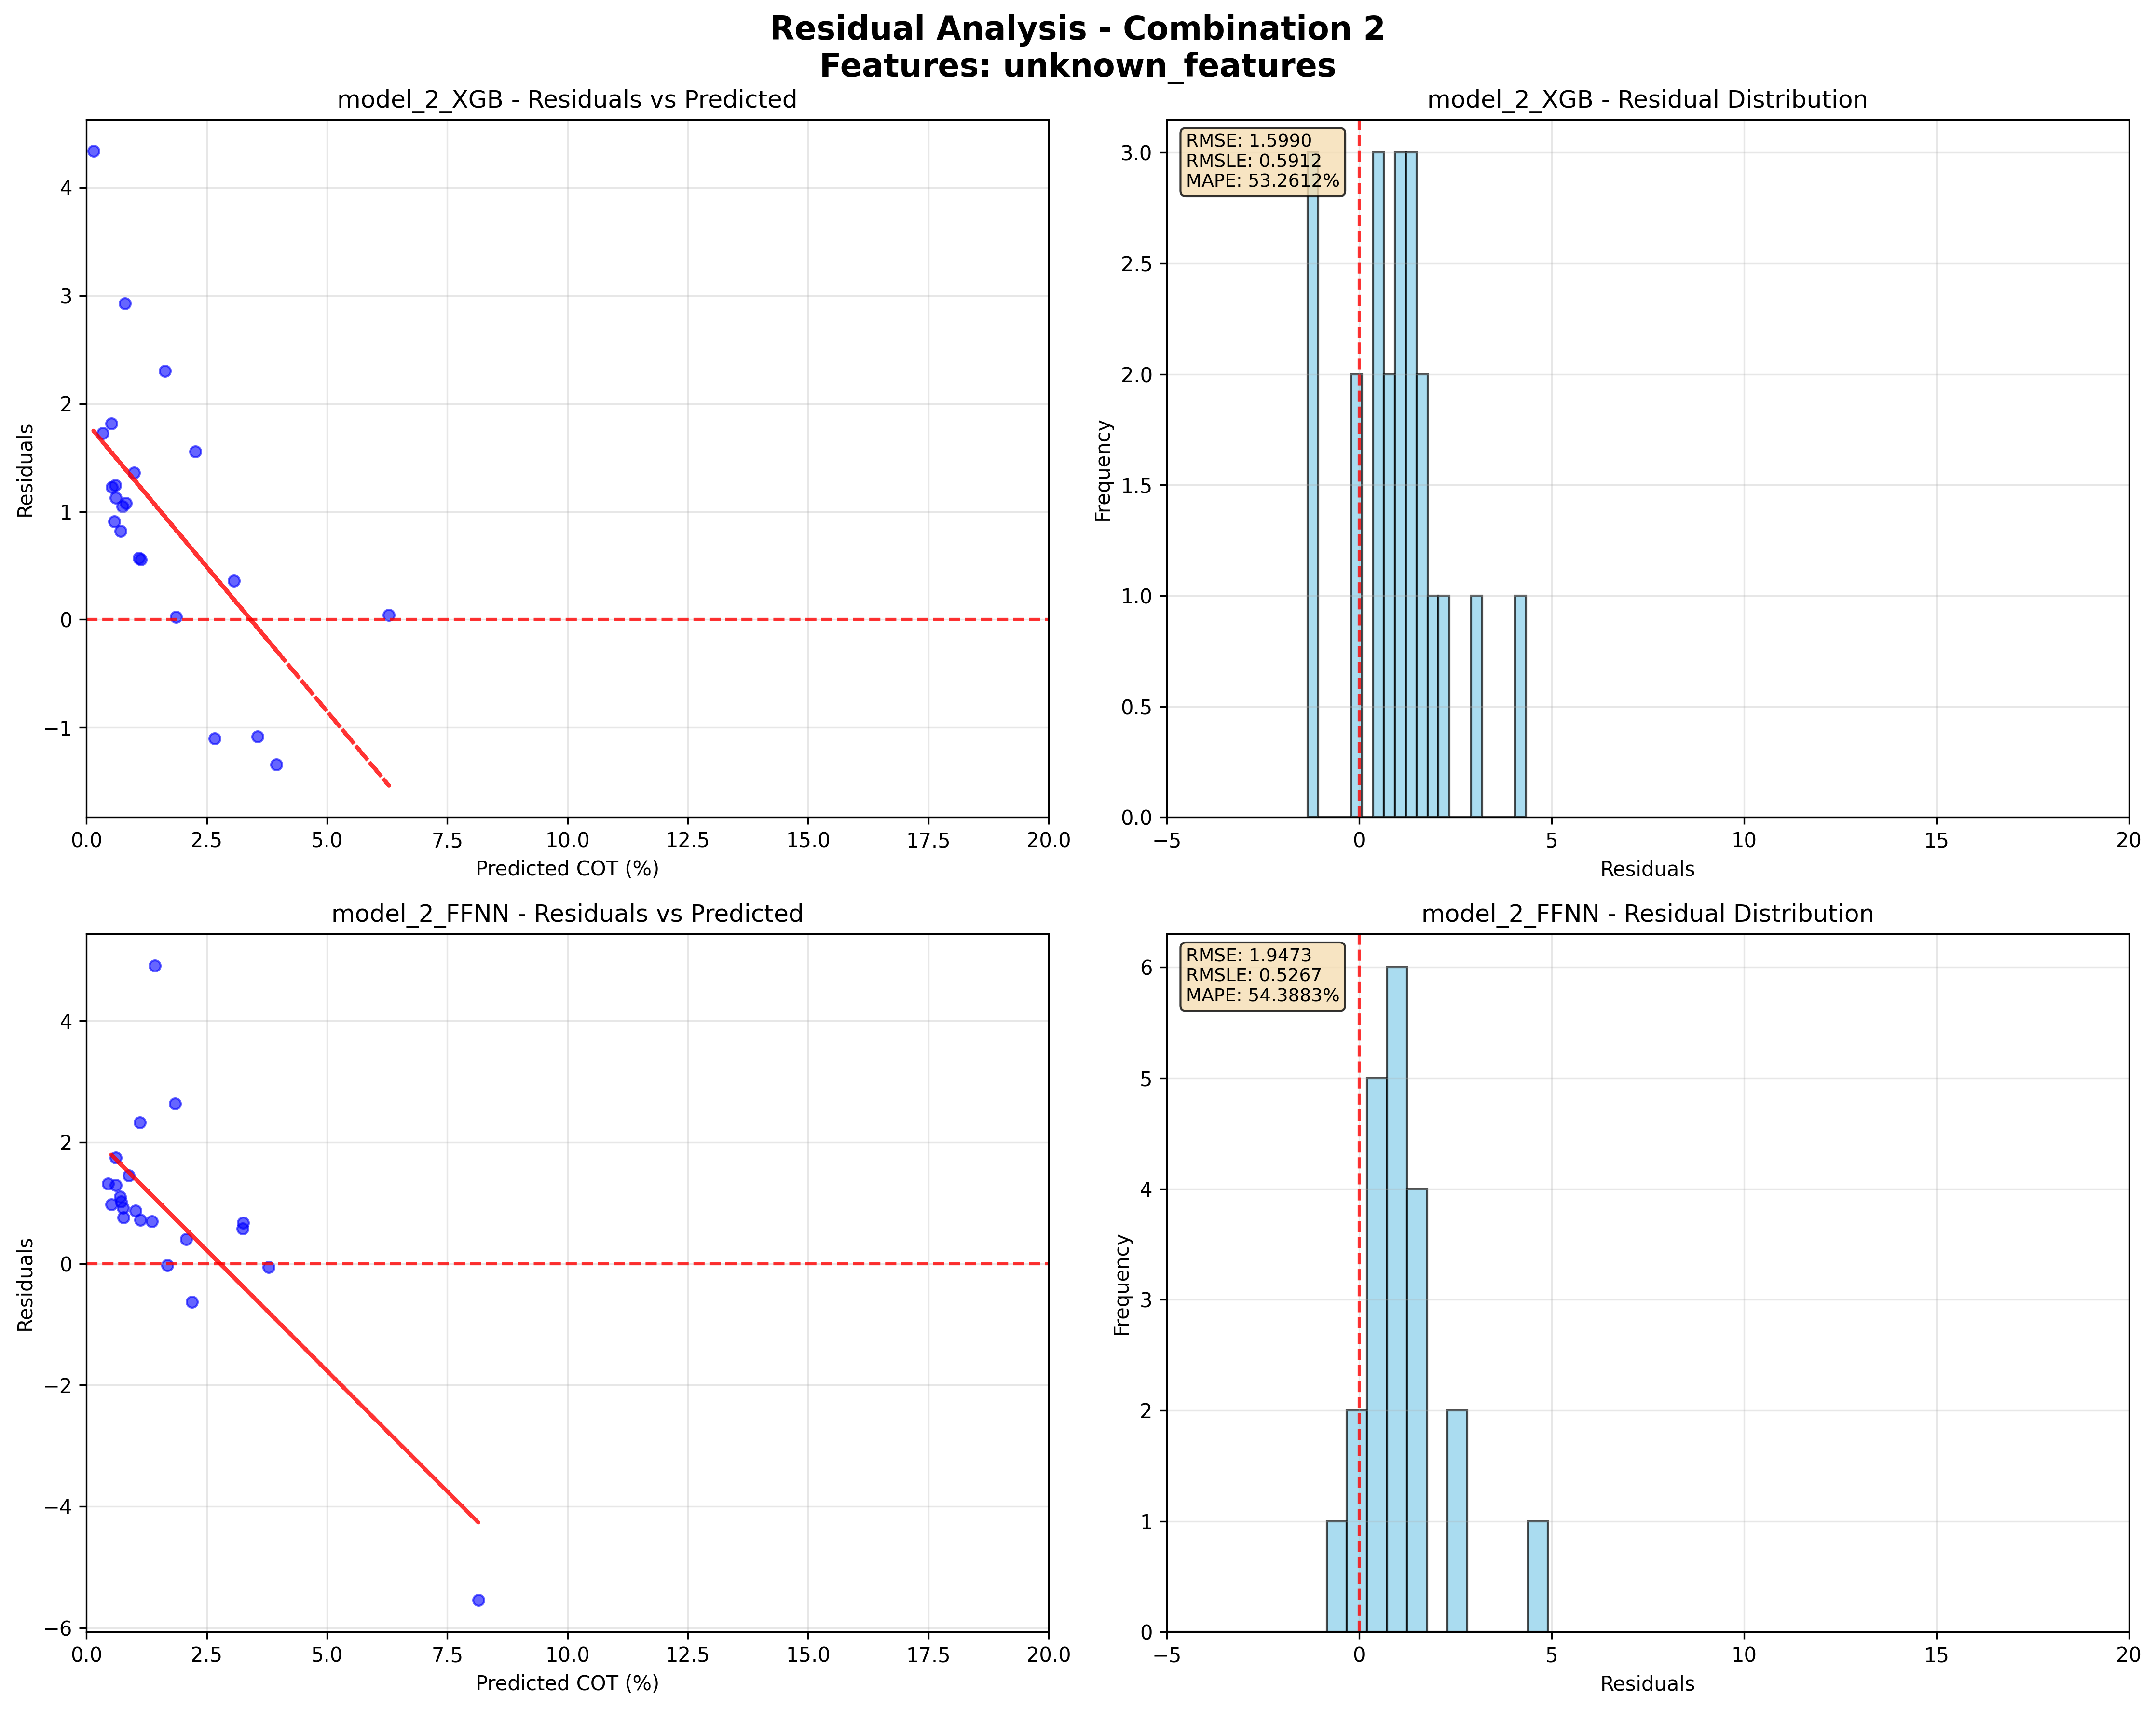 Residual Analysis - Combination 2
Features: unknown_features
model_2_XGB - Residuals vs Predicted
4
3
2
1
0
−1
Residuals
0.0 2.5 5.0 7.5 10.0 12.5 15.0 17.5 20.0
Predicted COT (%)
model_2_XGB - Residual Distribution
RMSE: 1.5990
RMSLE: 0.5912
MAPE: 53.2612%
3.0
2.5
2.0
1.5
1.0
0.5
0.0
Frequency
−5 0 5 10 15 20
Residuals
model_2_FFNN - Residuals vs Predicted
4
2
0
−2
−4
−6
Residuals
0.0 2.5 5.0 7.5 10.0 12.5 15.0 17.5 20.0
Predicted COT (%)
model_2_FFNN - Residual Distribution
RMSE: 1.9473
RMSLE: 0.5267
MAPE: 54.3883%
6
5
4
3
2
1
0
Frequency
−5 0 5 10 15 20
Residuals